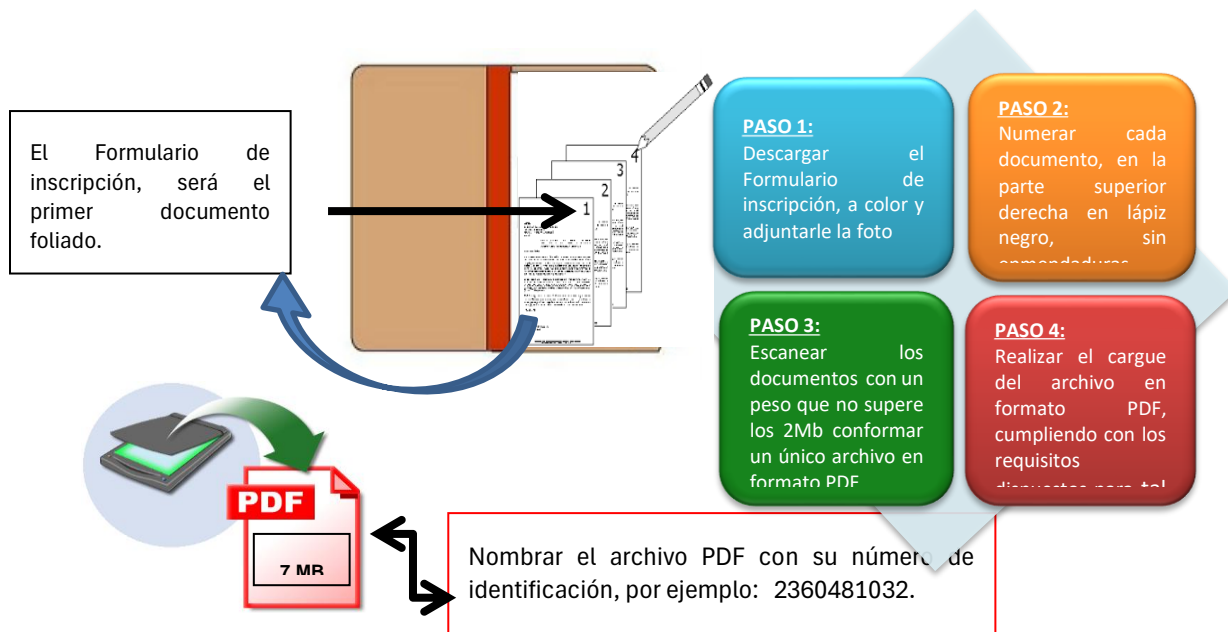 El Formulario de
inscripción, será el
primer documento
foliado.
4
3
2
1
PASO 1:
Descargar el
Formulario de
inscripción, a color y
adjuntarle la foto
PASO 2:
Numerar cada
documento, en la
parte superior
derecha en lápiz
negro, sin
enmendaduras
PASO 3:
Escanear los
documentos con un
peso que no supere
los 2Mb conformar
un único archivo en
formato PDF
PASO 4:
Realizar el cargue
del archivo en
formato PDF,
cumpliendo con los
requisitos
dispuestos para tal
PDF
7 MB
Nombrar el archivo PDF con su número de
identificación, por ejemplo: 2360481032.